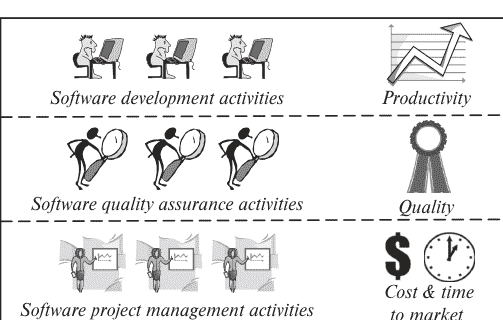 Software development activities
Productivity
Software quality assurance activities
Quality
Software project management activities
$
Cost & time
to market